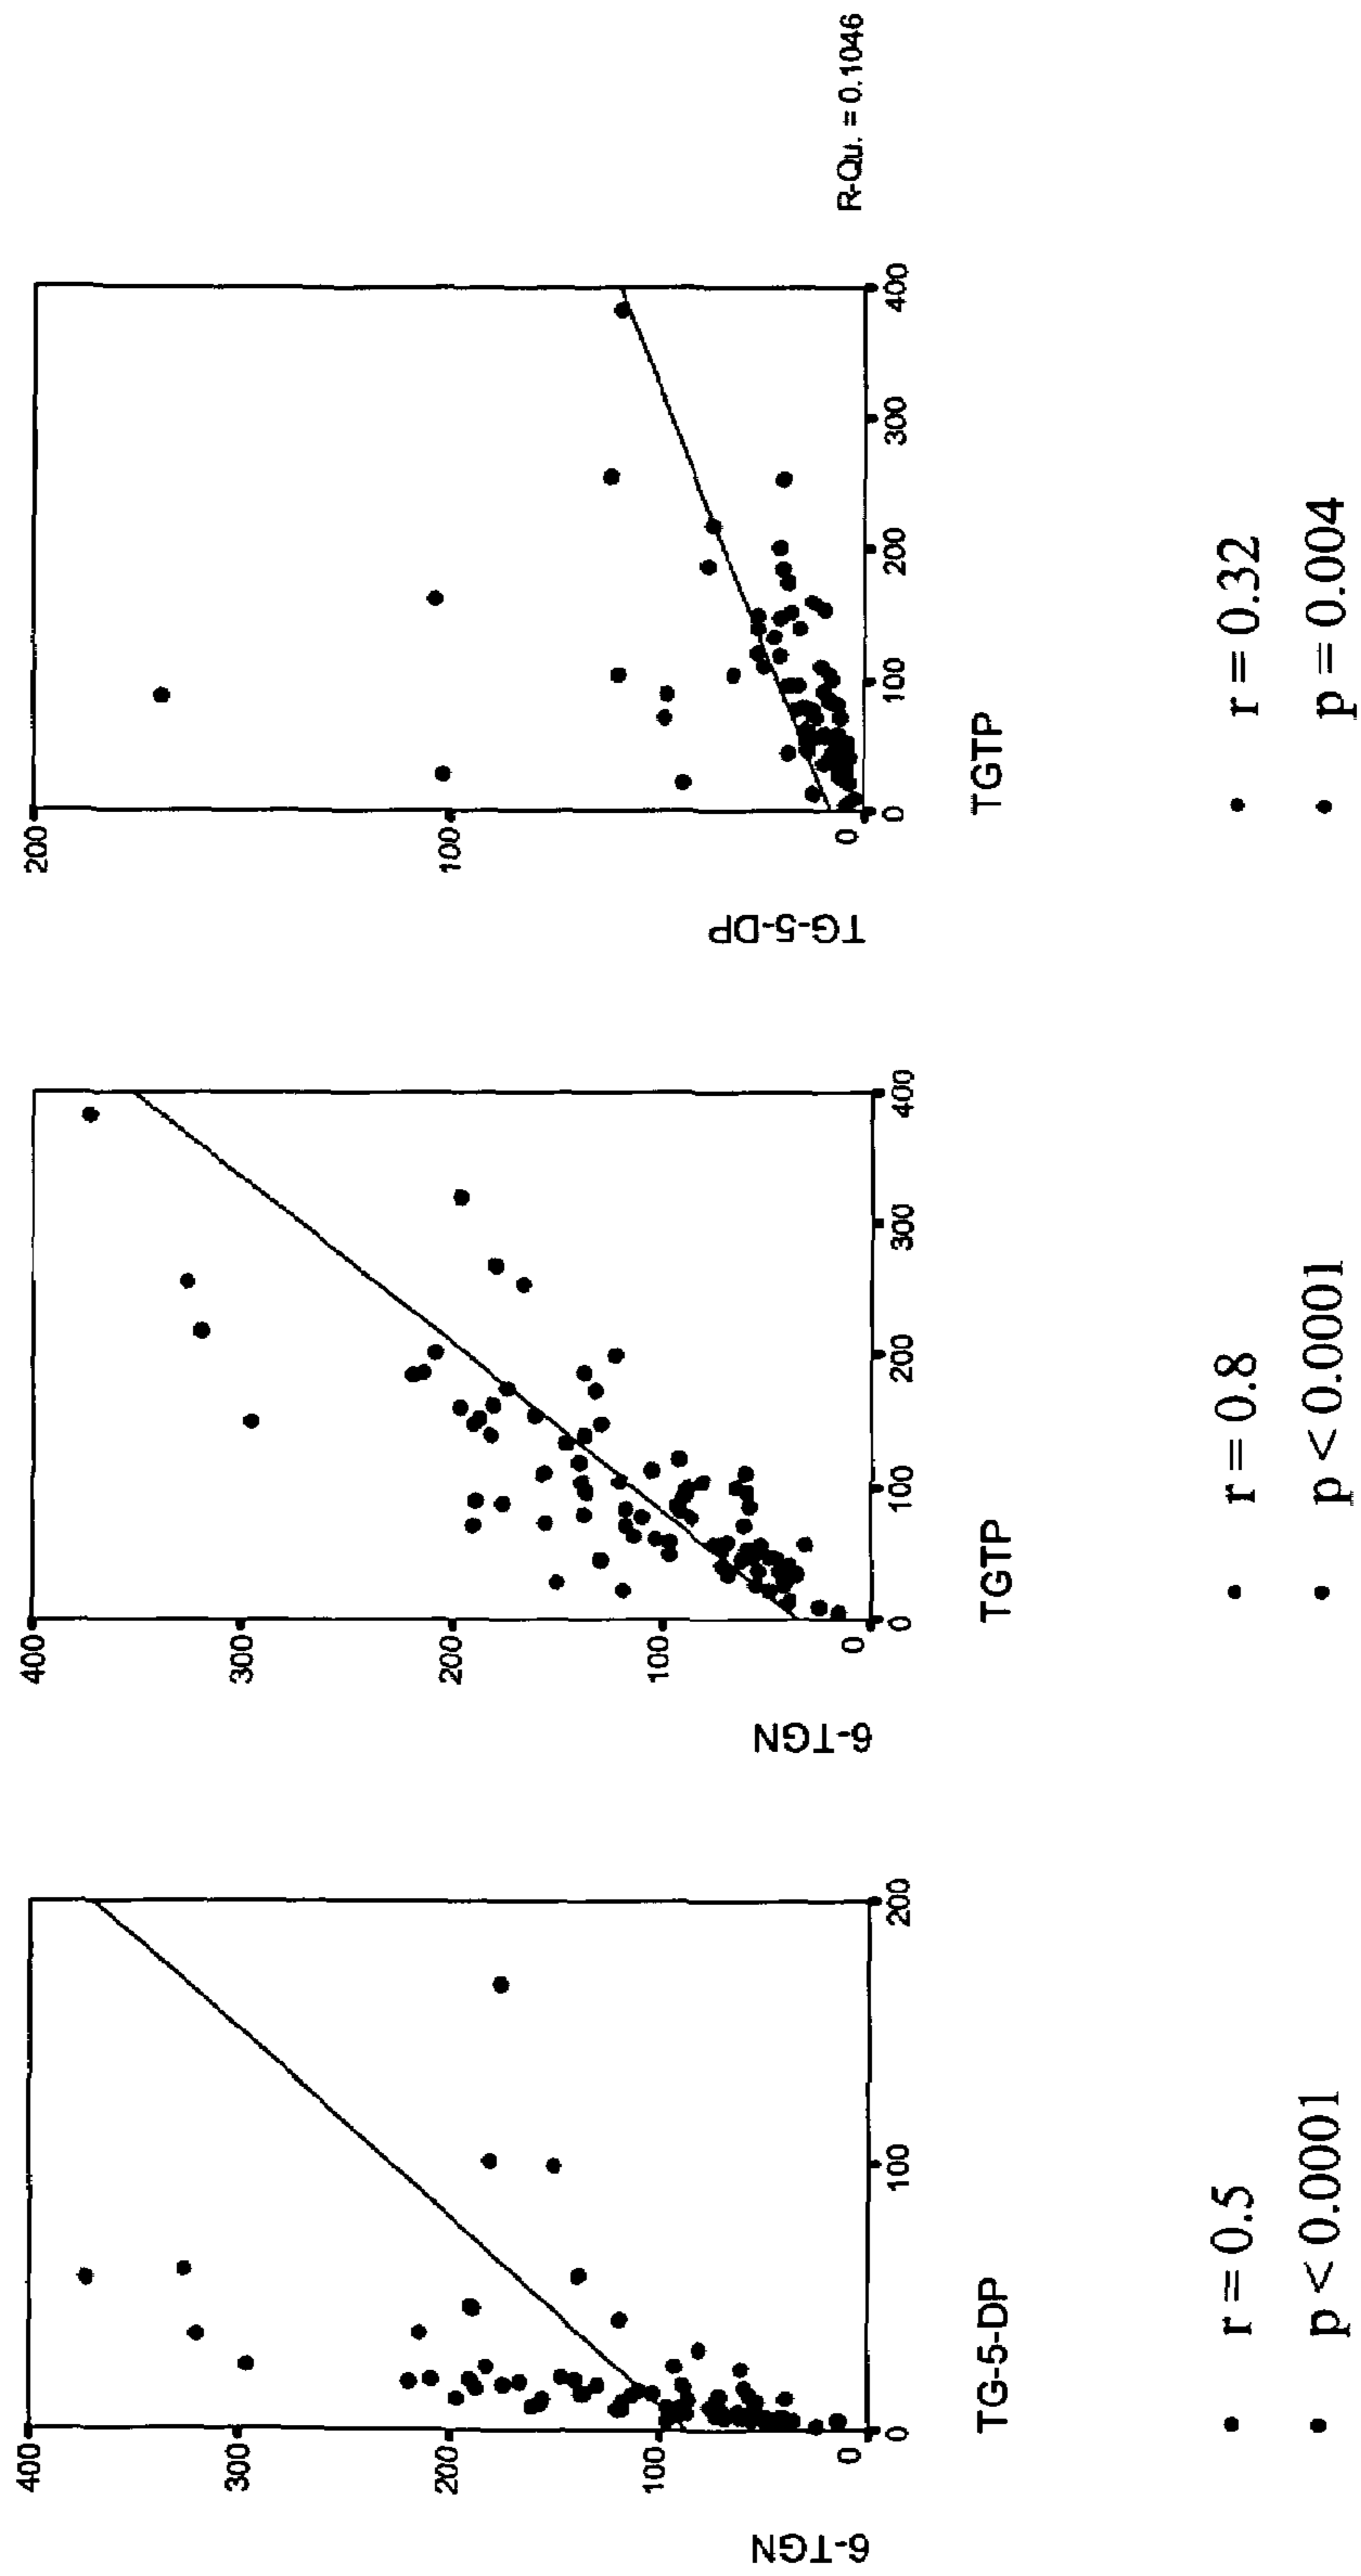 400
300
200
100
0
6-TGN
0
100
200
TG-5-DP
• r = 0.5
• p < 0.0001
400
300
200
100
0
6-TGN
0
100
200
300
400
TGTP
• r = 0.8
• p < 0.0001
200
100
0
TG-5-DP
0
100
200
300
400
TGTP
R-Qu. = 0.1046
• r = 0.32
• p = 0.004